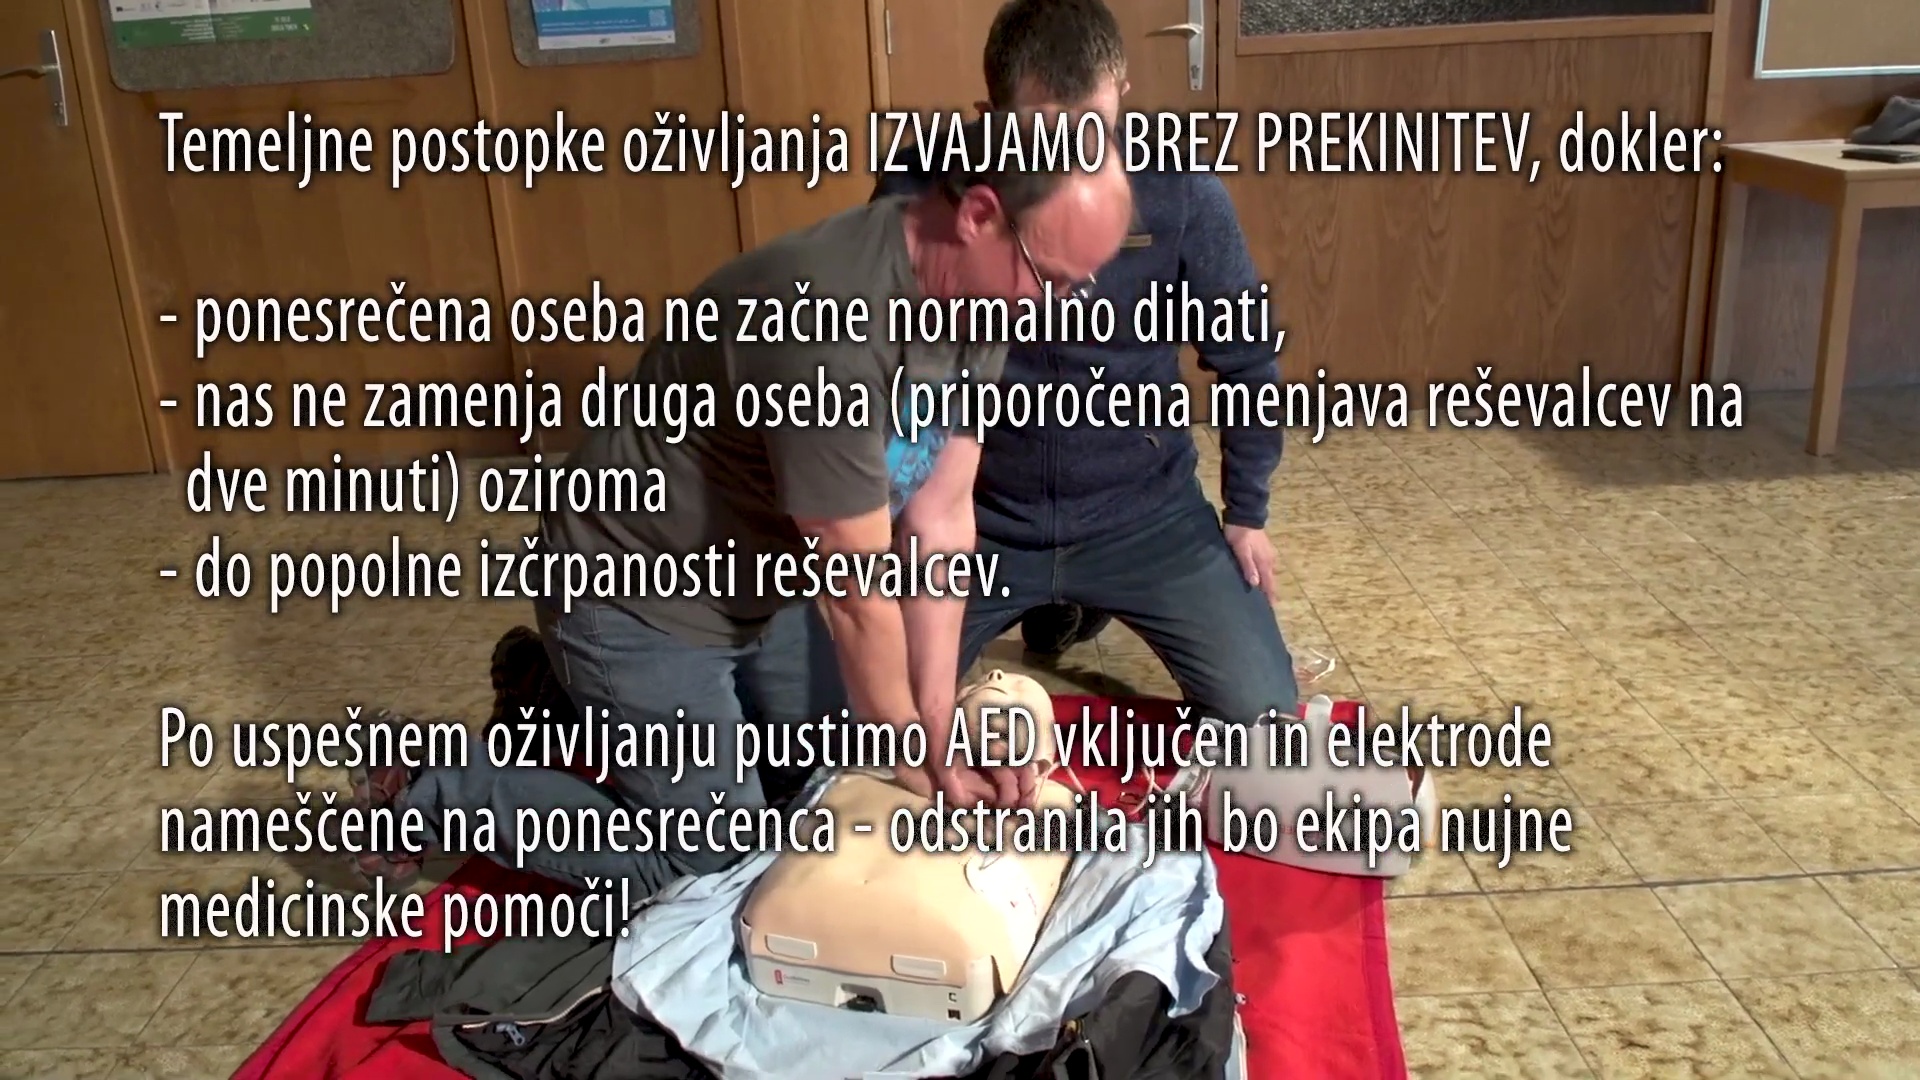 Temeljne postopke oživljanja IZVAJAMO BREZ PREKINITEV, dokler:
- ponesrečena oseba ne začne normalno dihati,
- nas ne zamenja druga oseba (priporočena menjava reševalcev na
dve minuti) oziroma
- do popolne izčrpanosti reševalcev.
Po uspešnem oživljanju pustimo AED vključen in elektrode
nameščene na ponesrečenca - odstranila jih bo ekipa nujne
medicinske pomoči!